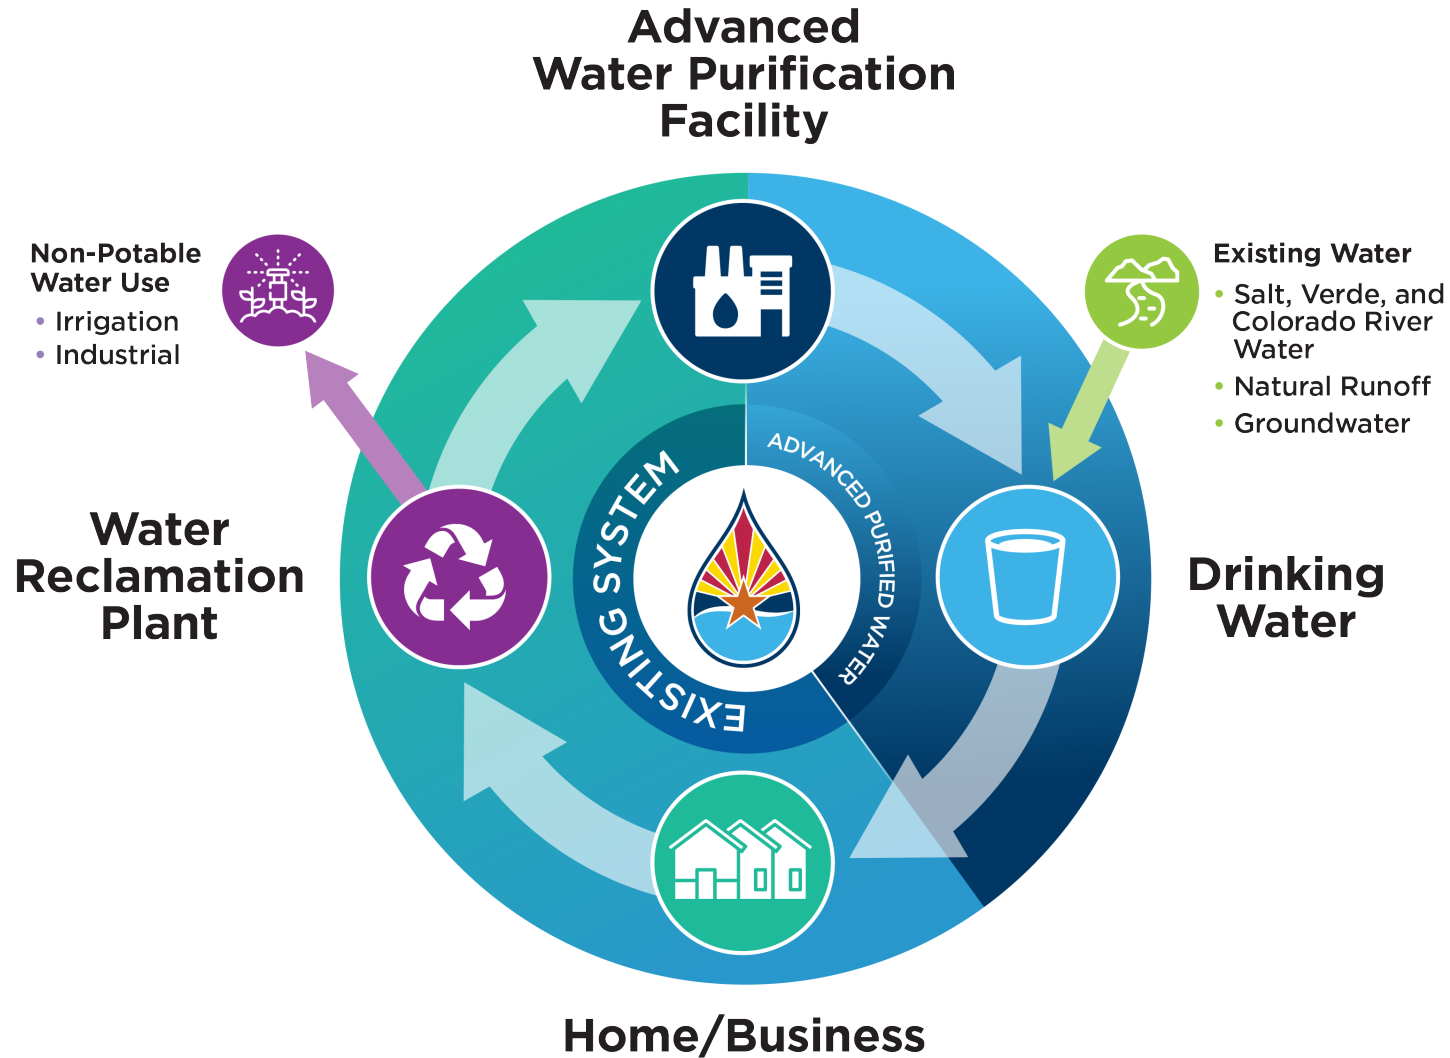 Advanced
Water Purification
Facility
Non-Potable
Water Use
• Irrigation
• Industrial
Existing Water
• Salt, Verde, and
Colorado River
Water
• Natural Runoff
• Groundwater
ADVANCED PURIFIED WATER
EXISTING SYSTEM
Water
Reclamation
Plant
Drinking
Water
Home/Business